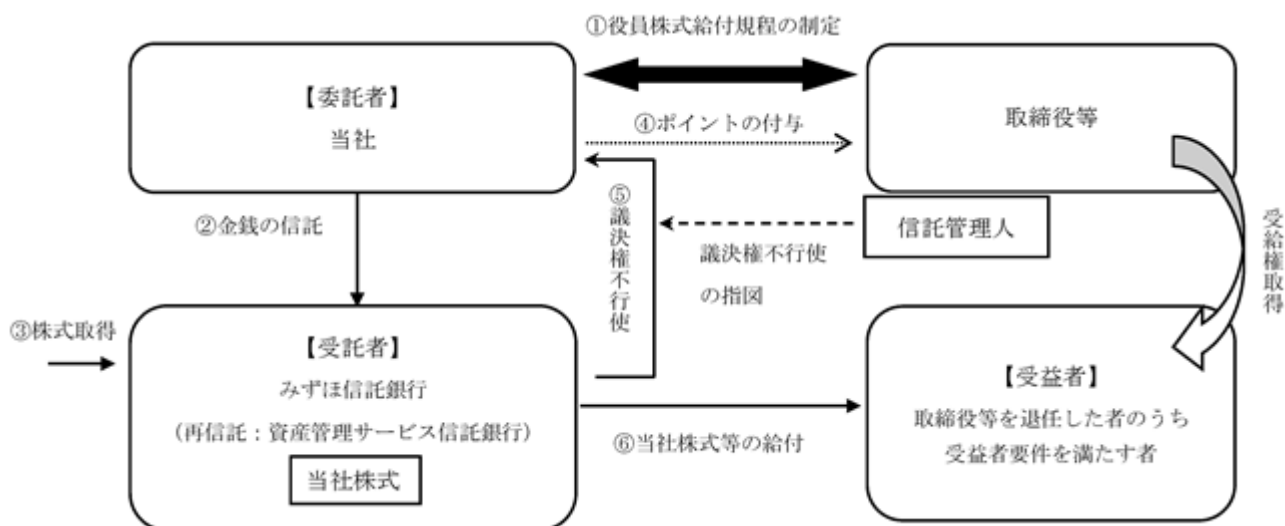 ①役員株式給付規程の制定
【委託者】
当社
④ポイントの付与
取締役等
②金銭の信託
⑤議決権不行使
議決権不行使
の指図
信託管理人
受給権取得
③株式取得
【受託者】
みずほ信託銀行
(再信託：資産管理サービス信託銀行)
当社株式
⑥当社株式等の給付
【受益者】
取締役等を退任した者のうち
受益者要件を満たす者